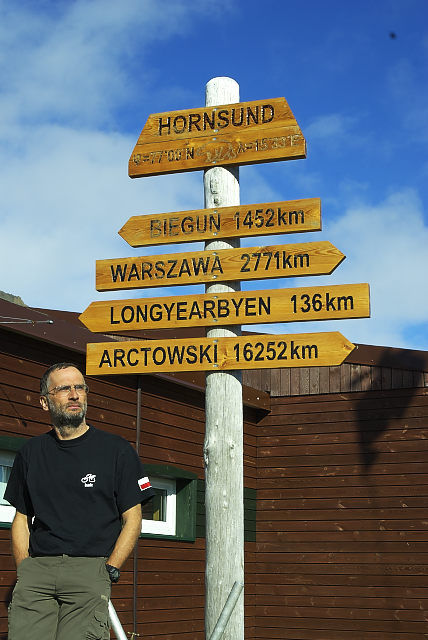 HORNSUND
BIEGUN 1452km
WARSZAWA 2771km
LONGYEARBYEN 136km
ARCTOWSKI 16252km